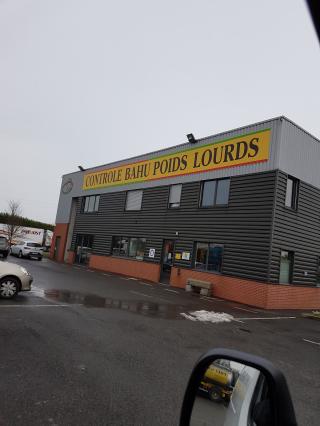 CONTROLE BAHU POIDS LOURDS